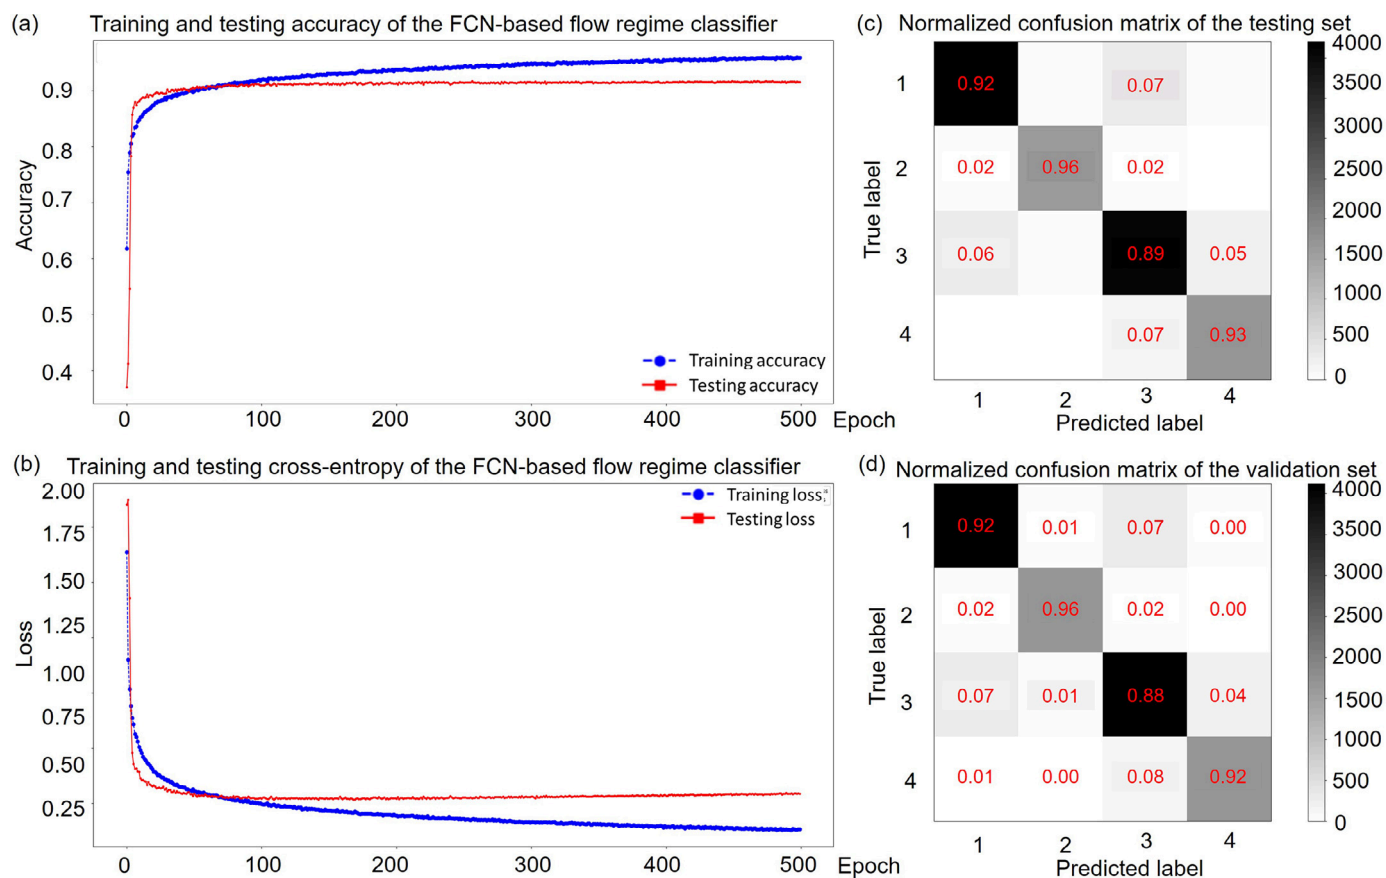 (a) Training and testing accuracy of the FCN-based flow regime classifier
0.9
0.8
0.7
0.6
0.5
0.4
Accuracy
Training accuracy
Testing accuracy
0 100 200 300 400 500 Epoch
(b) Training and testing cross-entropy of the FCN-based flow regime classifier
2.00
1.75
1.50
1.25
1.00
0.75
0.50
0.25
Loss
Training loss
Testing loss
0 100 200 300 400 500 Epoch
(c) Normalized confusion matrix of the testing set
True label
1 0.92 0.07
2 0.02 0.96 0.02
3 0.06 0.89 0.05
4 0.07 0.93
1 2 3 4
Predicted label
4000
3500
3000
2500
2000
1500
1000
500
0
(d) Normalized confusion matrix of the validation set
True label
1 0.92 0.01 0.07 0.00
2 0.02 0.96 0.02 0.00
3 0.07 0.01 0.88 0.04
4 0.01 0.00 0.08 0.92
1 2 3 4
Predicted label
4000
3500
3000
2500
2000
1500
1000
500
0